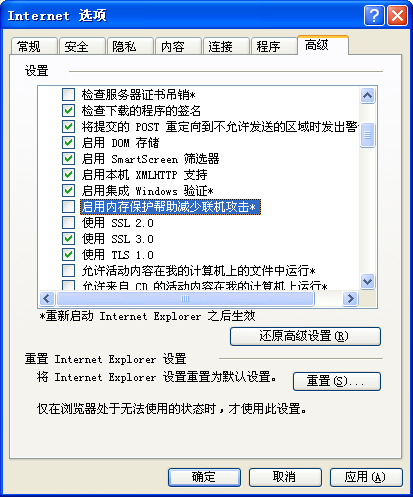 Internet 选项
常规 安全 隐私 内容 连接 程序 高级
设置
检查服务器证书吊销*
检查下载的程序的签名
将提交的 POST 重定向到不允许发送的区域时发出警
启用 DOM 存储
启用 SmartScreen 筛选器
启用本机 XMLHTTP 支持
启用集成 Windows 验证*
启用内存保护帮助减少联机攻击*
使用 SSL 2.0
使用 SSL 3.0
使用 TLS 1.0
允许活动内容在我的计算机上的文件中运行*
允许来自 CD 的活动内容在我的计算机上运行*
*重新启动 Internet Explorer 之后生效
还原高级设置(R)
重置 Internet Explorer 设置
将 Internet Explorer 设置重置为默认设置。
重置(S)...
仅在浏览器处于无法使用的状态时，才使用此设置。
确定 取消 应用(A)